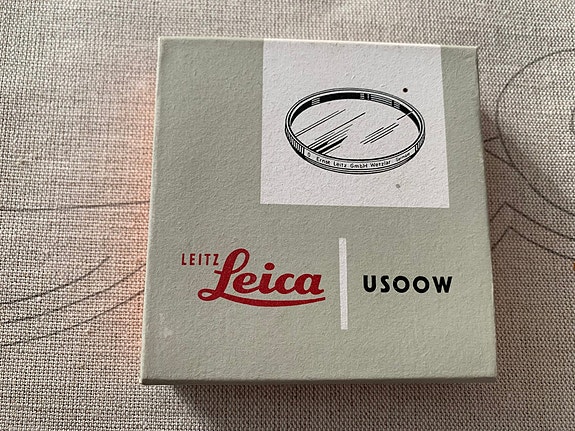 Ernst Leitz GmbH Wetzlar
LEITZ
Leica
USOOW